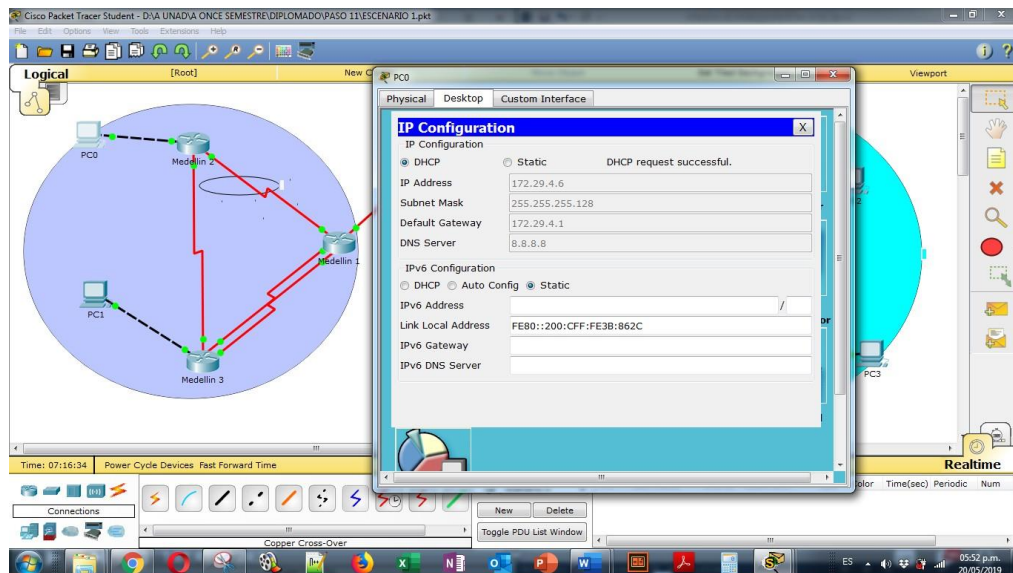 Cisco Packet Tracer Student - D:\A UNAD\A ONCE SEMESTRE\DIPLOMADO\PASO 11\ESCENARIO 1.pkt
File Edit Options View Tools Extensions Help
Logical
[Root]
New C
Viewport
PC0
Physical Desktop Custom Interface
IP Configuration
X
IP Configuration
DHCP Static DHCP request successful.
IP Address 172.29.4.6
Subnet Mask 255.255.255.128
Default Gateway 172.29.4.1
DNS Server 8.8.8.8
IPv6 Configuration
DHCP Auto Config Static
IPv6 Address /
Link Local Address FE80::200:CFF:FE3B:862C
IPv6 Gateway
IPv6 DNS Server
PC0
Medellin 2
Medellin 1
PC1
Medellin 3
2
or
PC3
Time: 07:16:34 Power Cycle Devices Fast Forward Time
Realtime
Connections
Copper Cross-Over
New Delete
Toggle PDU List Window
olor Time(sec) Periodic Num
ES
05:52 p.m.
20/05/2019